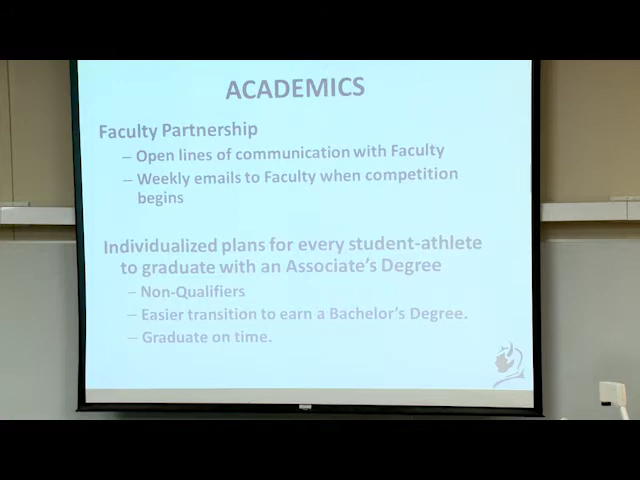 ACADEMICS
Faculty Partnership
– Open lines of communication with Faculty
– Weekly emails to Faculty when competition
begins
Individualized plans for every student-athlete
to graduate with an Associate's Degree
– Non-Qualifiers
– Easier transition to earn a Bachelor's Degree.
– Graduate on time.